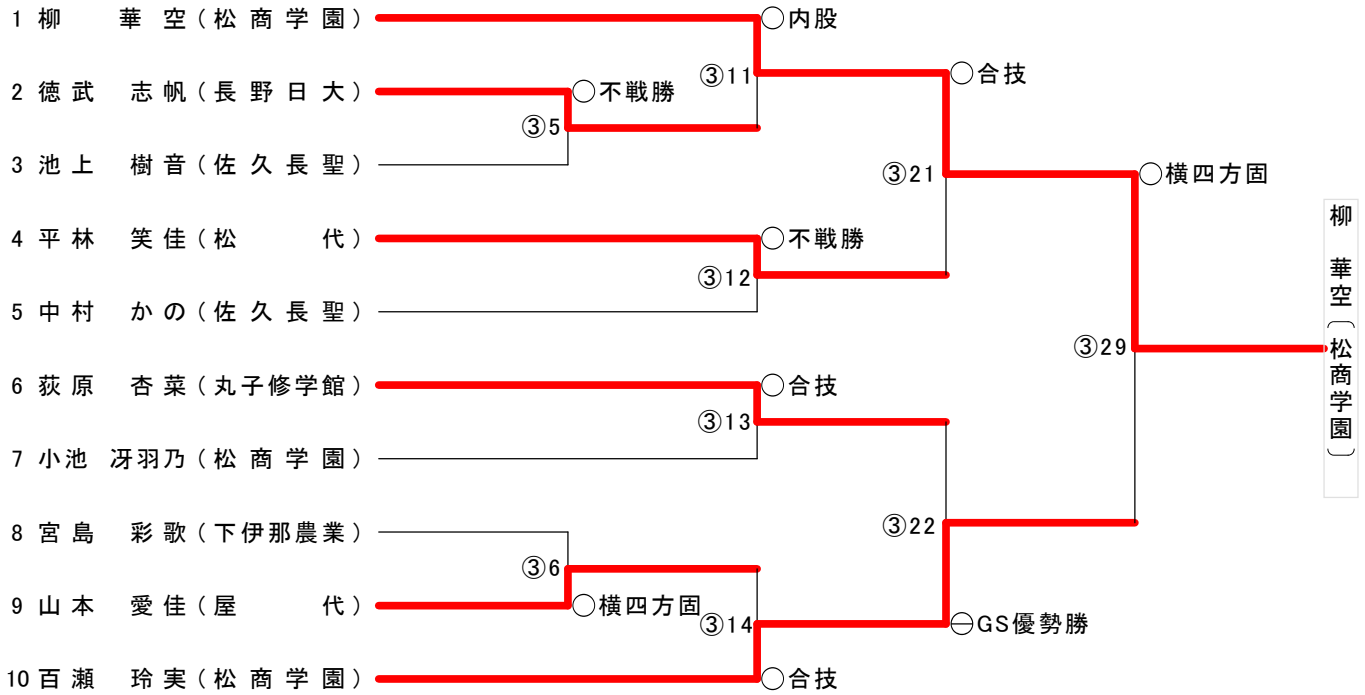 1 柳 華空(松商学園)
○内股
③11
○合技
2 徳武 志帆(長野日大)
○不戦勝
③5
3 池上 樹音(佐久長聖)
③21
○横四方固
4 平林 笑佳(松代)
○不戦勝
③12
5 中村 かの(佐久長聖)
③29
柳 華空(松商学園)
6 荻原 杏菜(丸子修学館)
○合技
③13
7 小池 冴羽乃(松商学園)
8 宮島 彩歌(下伊那農業)
③22
③6
9 山本 愛佳(屋代)
○横四方固
③14
GS優勢勝
10 百瀬 玲実(松商学園)
○合技